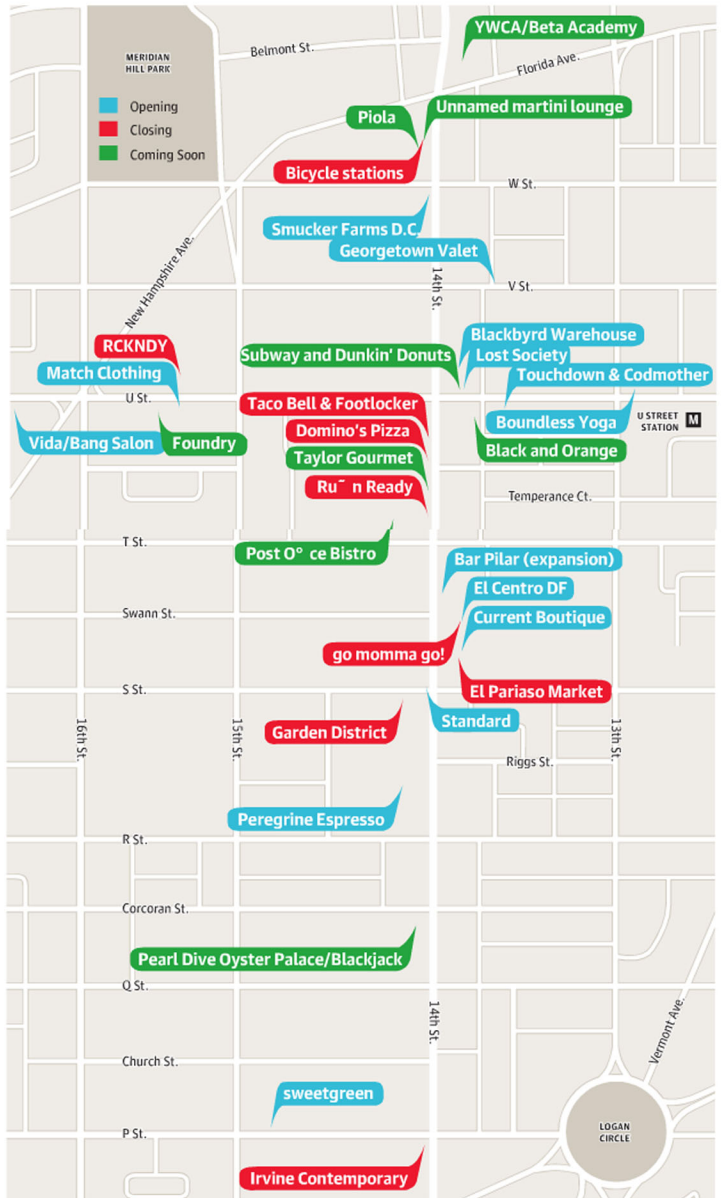 YWCA/Beta Academy
Belmont St.
MERIDIAN
HILL PARK
Florida Ave.
Opening
Closing
Coming Soon
Unnamed martini lounge
Piola
Bicycle stations
W St.
Smucker Farms D.C.
Georgetown Valet
New Hampshire Ave.
14th St.
V St.
Blackbyrd Warehouse
RCKNDY
Subway and Dunkin' Donuts
Lost Society
Match Clothing
Touchdown & Codmother
U St.
Taco Bell & Footlocker
Boundless Yoga
U STREET
STATION
M
Domino's Pizza
Vida/Bang Salon
Foundry
Black and Orange
Taylor Gourmet
Ru˜ n Ready
Temperance Ct.
T St.
Post O° ce Bistro
Bar Pilar (expansion)
El Centro DF
Swann St.
Current Boutique
go momma go!
S St.
El Pariaso Market
Standard
Garden District
16th St.
15th St.
13th St.
Riggs St.
Peregrine Espresso
R St.
Corcoran St.
Pearl Dive Oyster Palace/Blackjack
Q St.
14th St.
Vermont Ave.
Church St.
sweetgreen
P St.
LOGAN
CIRCLE
Irvine Contemporary